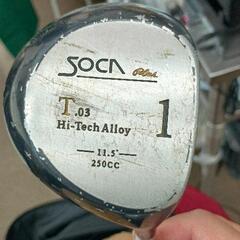 SOCA Plus
T.03 1
Hi-Tech Alloy
11.5°
250CC